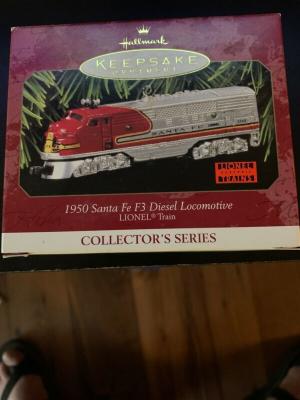 Hallmark
KEEPSAKE
ORNAMENT
SANTA FE
LIONEL
TRAINS
1950 Santa Fe F3 Diesel Locomotive
LIONEL® Train
COLLECTOR'S SERIES